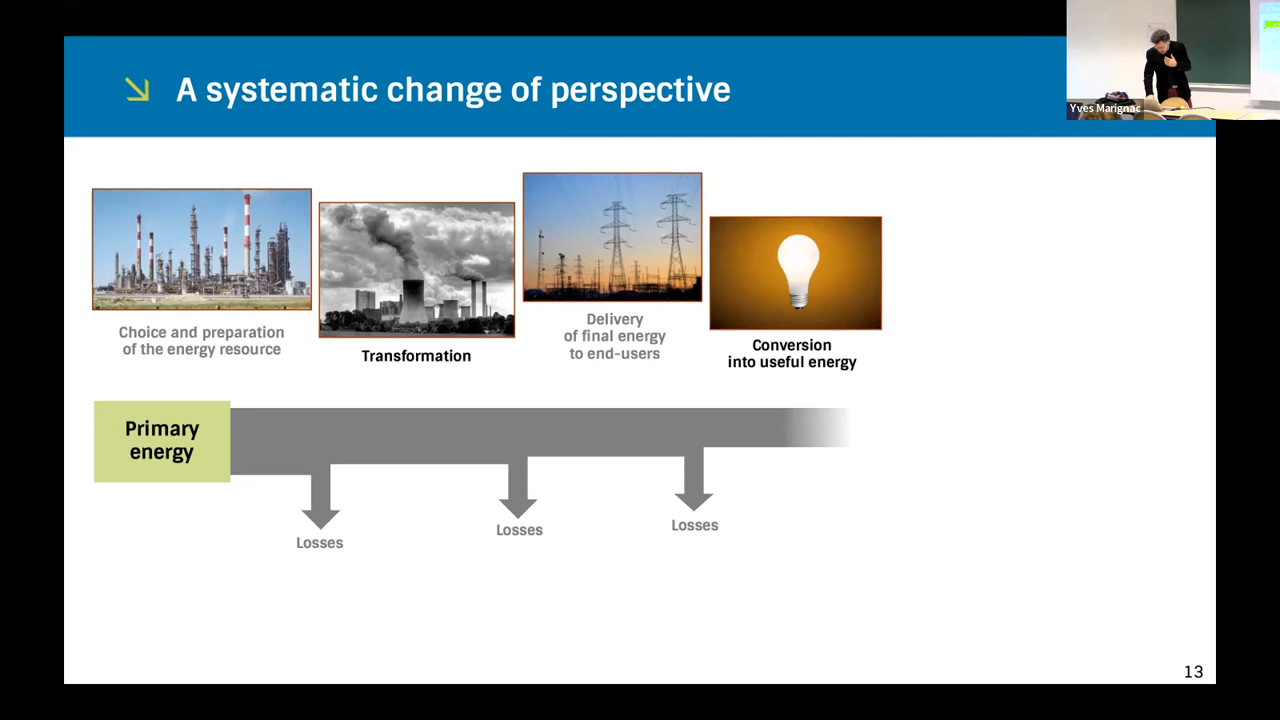 A systematic change of perspective
Yves Marignac
Choice and preparation
of the energy resource
Transformation
Delivery
of final energy
to end-users
Conversion
into useful energy
Primary
energy
Losses
Losses
Losses
13